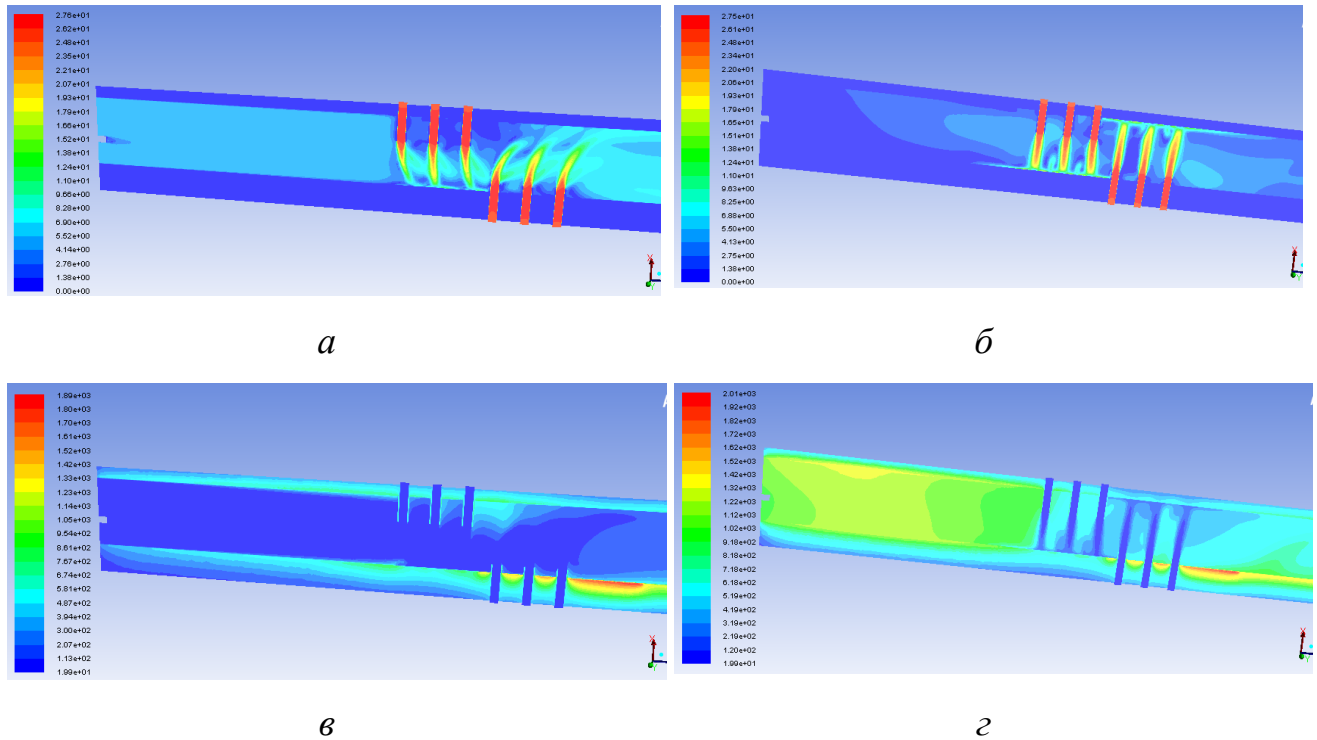 2.76e+01
2.62e+01
2.48e+01
2.35e+01
2.21e+01
2.07e+01
1.93e+01
1.79e+01
1.66e+01
1.52e+01
1.38e+01
1.24e+01
1.10e+01
9.66e+00
8.28e+00
6.90e+00
5.52e+00
4.14e+00
2.76e+00
1.38e+00
0.00e+00
X
Y
а
2.75e+01
2.61e+01
2.48e+01
2.34e+01
2.20e+01
2.06e+01
1.93e+01
1.79e+01
1.65e+01
1.51e+01
1.38e+01
1.24e+01
1.10e+01
9.63e+00
8.25e+00
6.88e+00
5.50e+00
4.13e+00
2.75e+00
1.38e+00
0.00e+00
X
Y
б
1.89e+03
1.80e+03
1.70e+03
1.61e+03
1.52e+03
1.42e+03
1.33e+03
1.23e+03
1.14e+03
1.05e+03
9.54e+02
8.61e+02
7.67e+02
6.74e+02
5.81e+02
4.87e+02
3.94e+02
3.00e+02
2.07e+02
1.13e+02
1.99e+01
X
Y
в
2.01e+03
1.92e+03
1.82e+03
1.72e+03
1.62e+03
1.52e+03
1.42e+03
1.32e+03
1.22e+03
1.12e+03
1.02e+03
9.18e+02
8.18e+02
7.18e+02
6.18e+02
5.19e+02
4.19e+02
3.19e+02
2.19e+02
1.20e+02
1.99e+01
X
Y
г